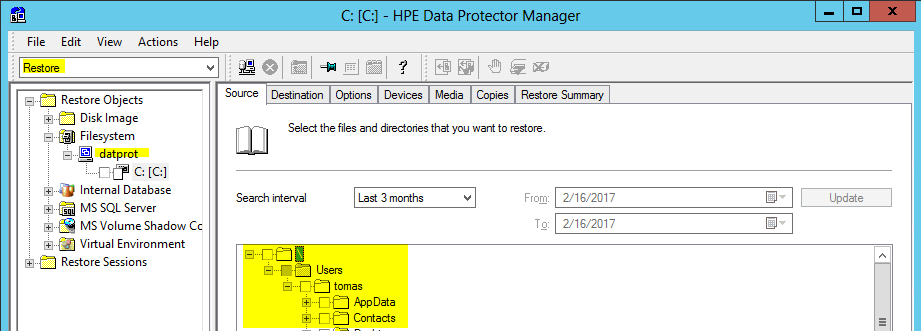 C: [C:] - HPE Data Protector Manager
File Edit View Actions Help
Restore
Restore Objects
Disk Image
Filesystem
datprot
C: [C:]
Internal Database
MS SQL Server
MS Volume Shadow Co
Virtual Environment
Restore Sessions
Source Destination Options Devices Media Copies Restore Summary
Select the files and directories that you want to restore.
Search interval Last 3 months From: 2/16/2017 Update
To: 2/16/2017
\
Users
tomas
AppData
Contacts